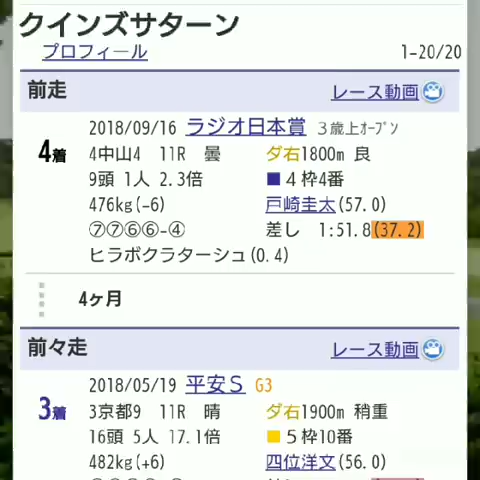 クインズサターン
プロフィール 1-20/20
前走 レース動画
4着 2018/09/16 ラジオ日本賞 3歳上オープン
4中山4 11R 曇 ダ右1800m 良
9頭 1人 2.3倍 4枠4番
476kg(-6) 戸崎圭太(57.0)
⑦⑦⑥⑥-④ 差し 1:51.8(37.2)
ヒラボクラターシュ(0.4)
4ヶ月
前々走 レース動画
3着 2018/05/19 平安S G3
3京都9 11R 晴 ダ右1900m 稍重
16頭 5人 17.1倍 5枠10番
482kg(+6) 四位洋文(56.0)